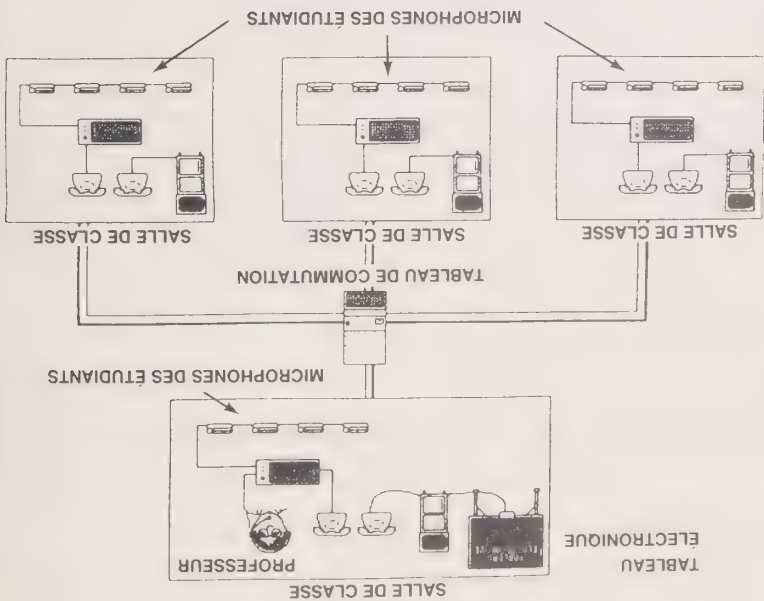 SALLE DE CLASSE
TABLEAU
ÉLECTRONIQUE
PROFESSEUR
MICROPHONES DES ÉTUDIANTS
TABLEAU DE COMMUTATION
SALLE DE CLASSE
SALLE DE CLASSE
SALLE DE CLASSE
MICROPHONES DES ÉTUDIANTS